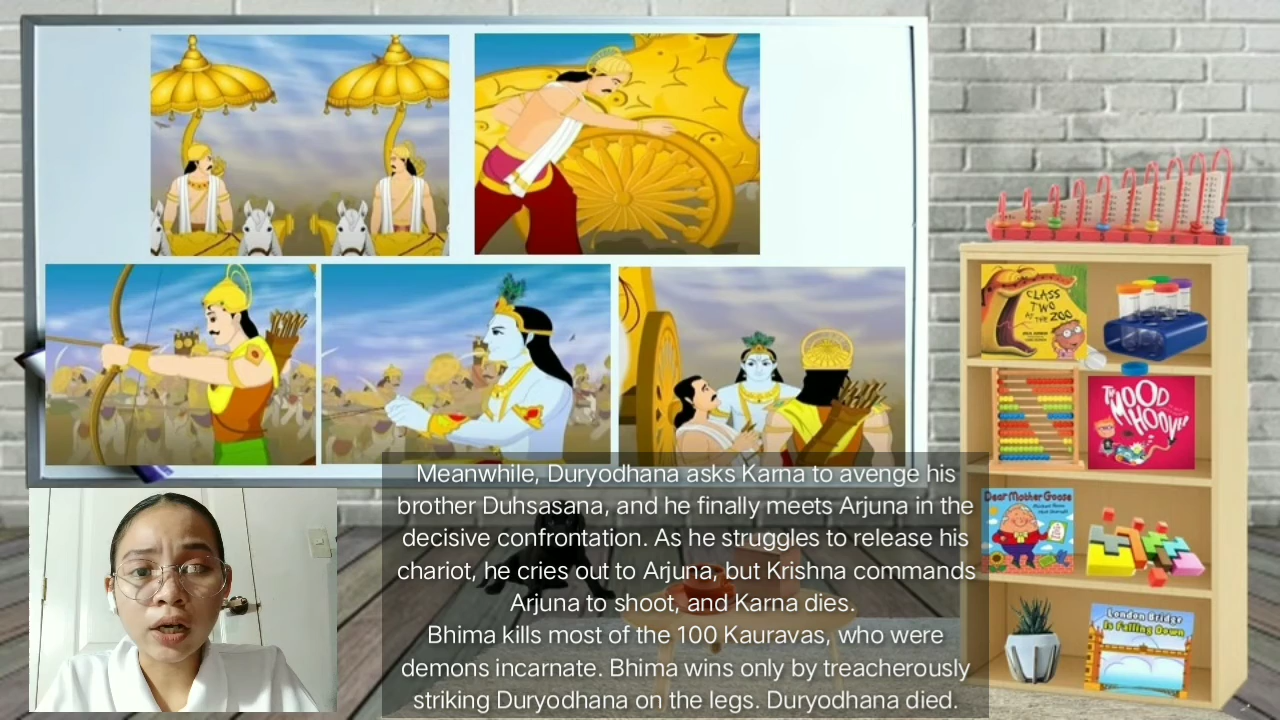 Meanwhile, Duryodhana asks Karna to avenge his
brother Duhsasana, and he finally meets Arjuna in the
decisive confrontation. As he struggles to release his
chariot, he cries out to Arjuna, but Krishna commands
Arjuna to shoot, and Karna dies.
Bhima kills most of the 100 Kauravas, who were
demons incarnate. Bhima wins only by treacherously
striking Duryodhana on the legs. Duryodhana died.
CLASS
TWO
AT THE ZOO
THE
MOOD
HOOVER
Dear Mother Goose
London Bridge
Is Falling Down